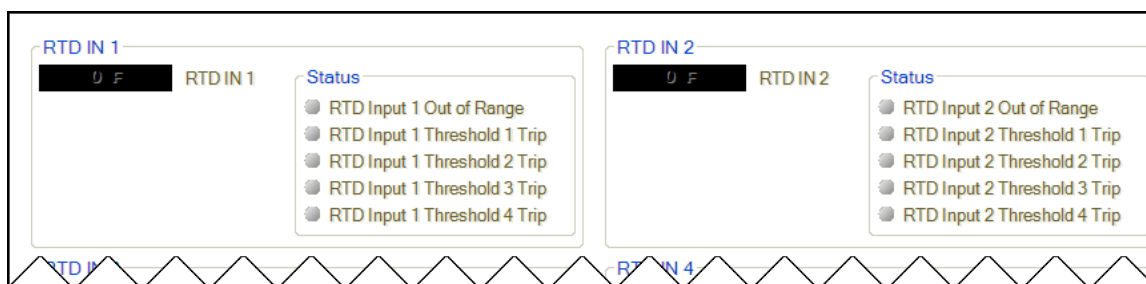 RTD IN 1
0 F RTD IN 1
Status
RTD Input 1 Out of Range
RTD Input 1 Threshold 1 Trip
RTD Input 1 Threshold 2 Trip
RTD Input 1 Threshold 3 Trip
RTD Input 1 Threshold 4 Trip
RTD IN 2
0 F RTD IN 2
Status
RTD Input 2 Out of Range
RTD Input 2 Threshold 1 Trip
RTD Input 2 Threshold 2 Trip
RTD Input 2 Threshold 3 Trip
RTD Input 2 Threshold 4 Trip
RTD
IN 4